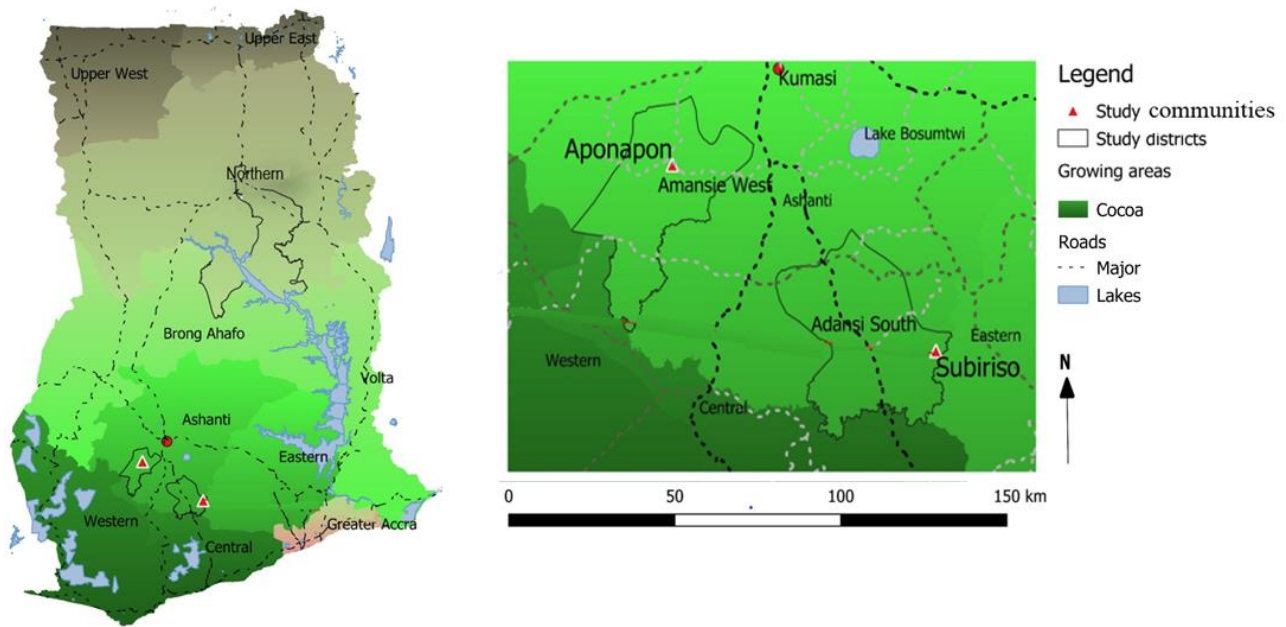 Upper East
Upper West
Northern
Brong Ahafo
Volta
Ashanti
Eastern
Western
Greater Accra
Central
Kumasi
Lake Bosumtwi
Aponapon
Amansie West
Ashanti
Adansi South
Eastern
Western
Subiriso
Central
0 50 100 150 km
Legend
Study communities
Study districts
Growing areas
Cocoa
Roads
Major
Lakes
N